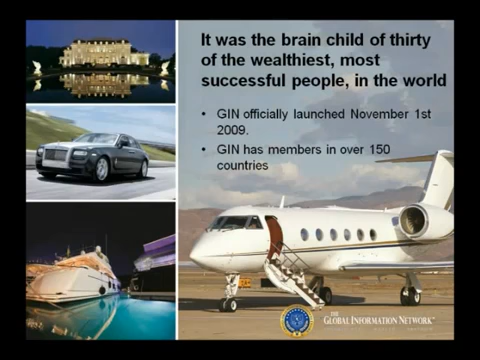 It was the brain child of thirty
of the wealthiest, most
successful people, in the world
• GIN officially launched November 1st
2009.
• GIN has members in over 150
countries
THE
GLOBAL INFORMATION NETWORK™